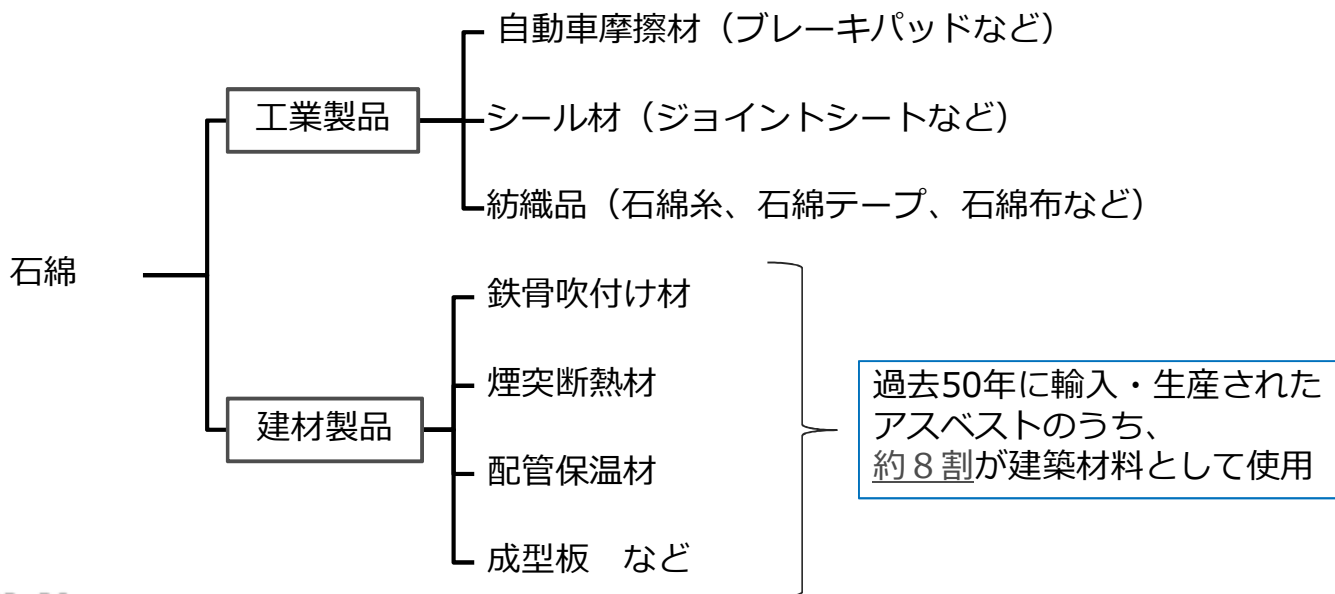 自動車摩擦材（ブレーキパッドなど）
工業製品
シール材（ジョイントシートなど）
紡織品（石綿糸、石綿テープ、石綿布など）
石綿
鉄骨吹付け材
煙突断熱材
建材製品
配管保温材
成型板　など
過去50年に輸入・生産された
アスベストのうち、
約８割が建築材料として使用